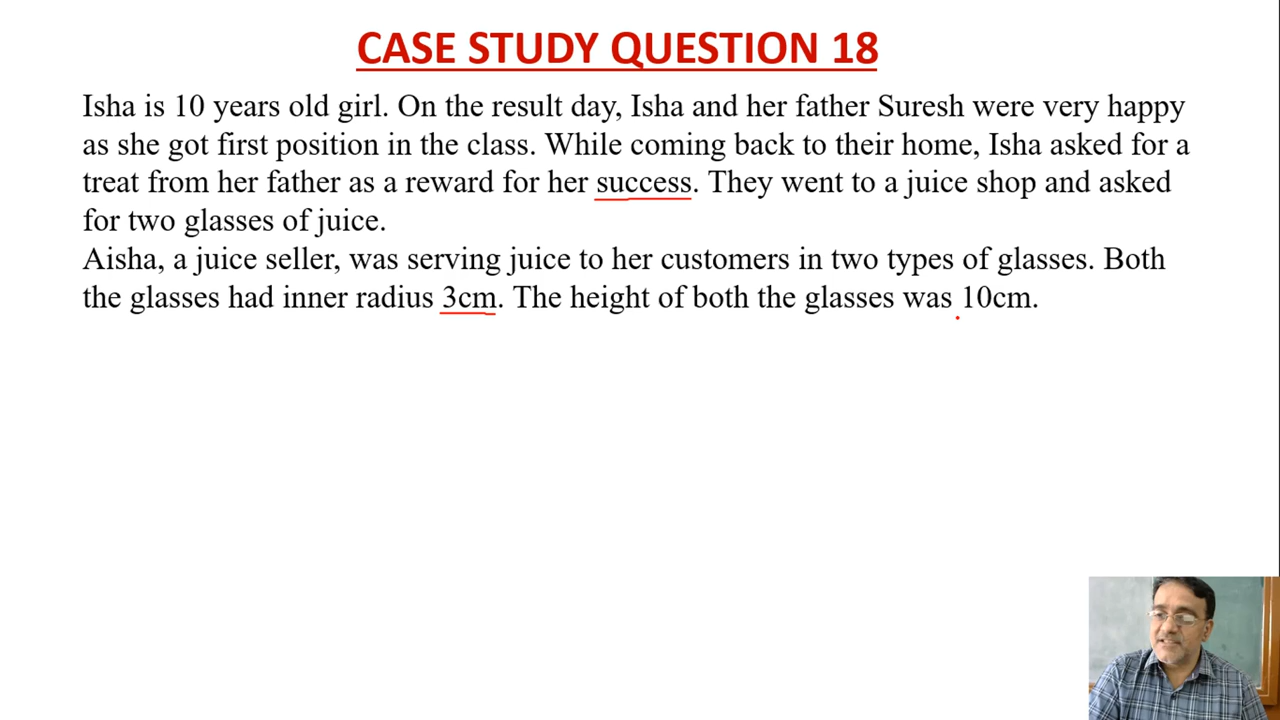 CASE STUDY QUESTION 18
Isha is 10 years old girl. On the result day, Isha and her father Suresh were very happy
as she got first position in the class. While coming back to their home, Isha asked for a
treat from her father as a reward for her success. They went to a juice shop and asked
for two glasses of juice.
Aisha, a juice seller, was serving juice to her customers in two types of glasses. Both
the glasses had inner radius 3cm. The height of both the glasses was 10cm.